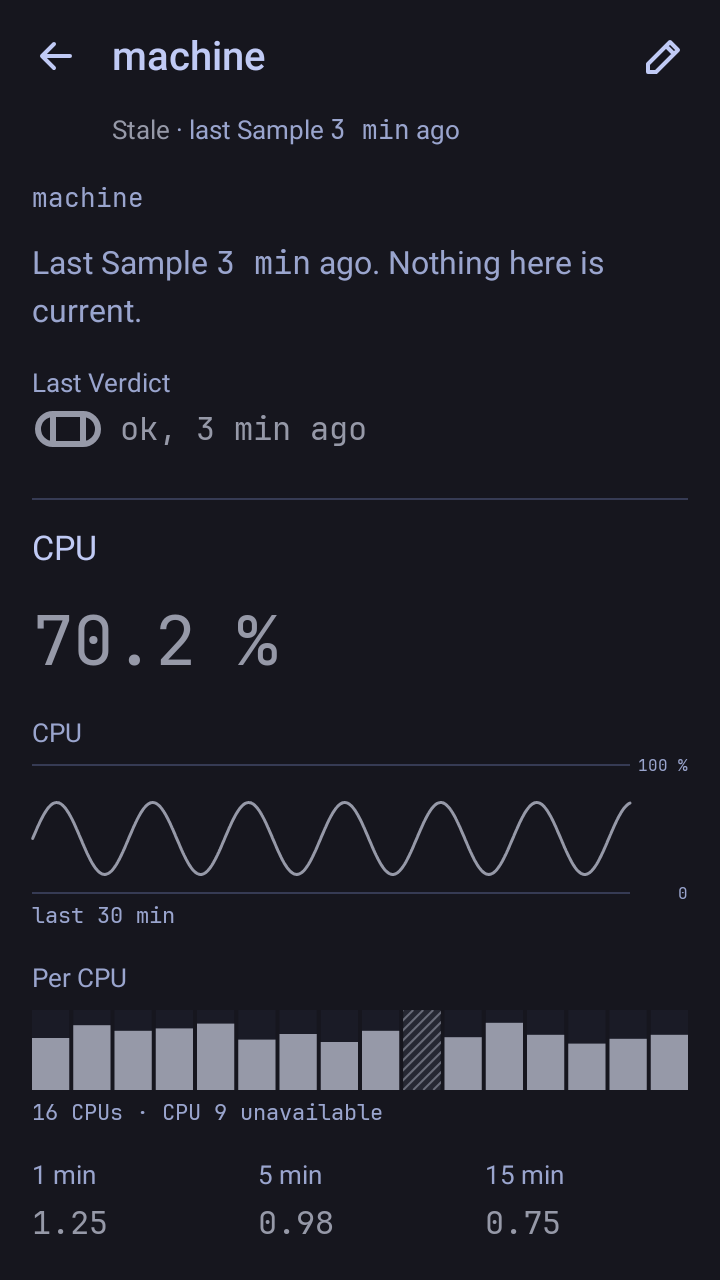 machine
Stale · last Sample 3 min ago
machine
Last Sample 3 min ago. Nothing here is
current.
Last Verdict
ok, 3 min ago
CPU
70.2 %
CPU
100 %
0
last 30 min
Per CPU
16 CPUs · CPU 9 unavailable
1 min 5 min 15 min
1.25 0.98 0.75